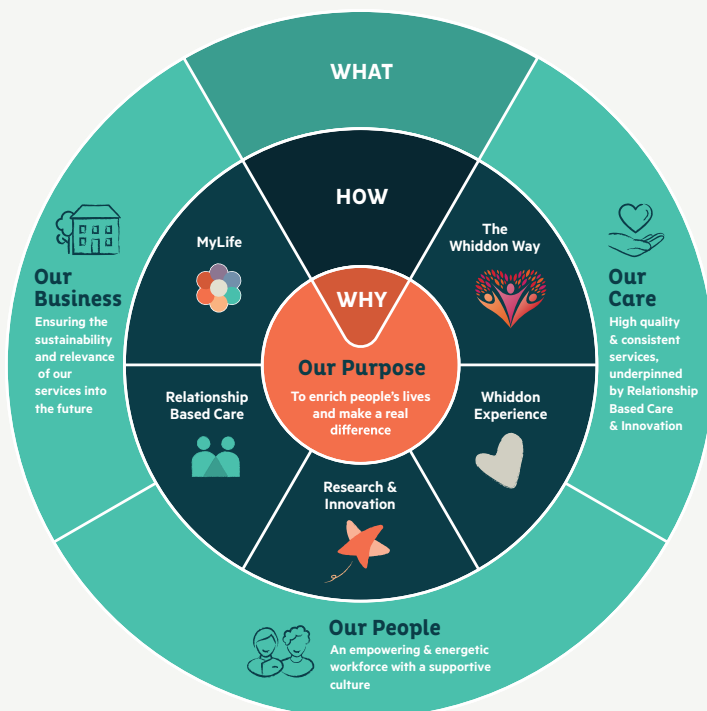 WHAT
HOW
WHY
Our Purpose
To enrich people's lives
and make a real
difference
MyLife
The
Whiddon Way
Relationship
Based Care
Whiddon
Experience
Research &
Innovation
Our
Business
Ensuring the
sustainability
and relevance
of our
services into
the future
Our
Care
High quality
& consistent
services,
underpinned
by Relationship
Based Care
& Innovation
Our People
An empowering & energetic
workforce with a supportive
culture